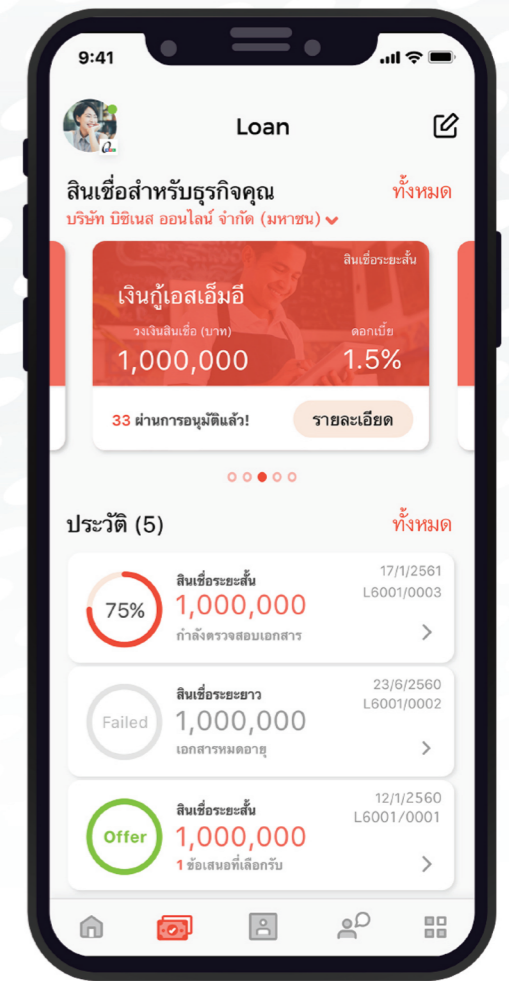 9:41
Loan
สินเชื่อสำหรับธุรกิจคุณ
ทั้งหมด
บริษัท บิซิเนส ออนไลน์ จำกัด (มหาชน)
สินเชื่อระยะสั้น
เงินกู้เอสเอ็มอี
วงเงินสินเชื่อ (บาท)
ดอกเบี้ย
1,000,000
1.5%
33 ผ่านการอนุมัติแล้ว!
รายละเอียด
ประวัติ (5)
ทั้งหมด
75%
สินเชื่อระยะสั้น
1,000,000
กำลังตรวจสอบเอกสาร
17/1/2561
L6001/0003
Failed
สินเชื่อระยะยาว
1,000,000
เอกสารหมดอายุ
23/6/2560
L6001/0002
Offer
สินเชื่อระยะสั้น
1,000,000
1 ข้อเสนอที่เลือกรับ
12/1/2560
L6001/0001